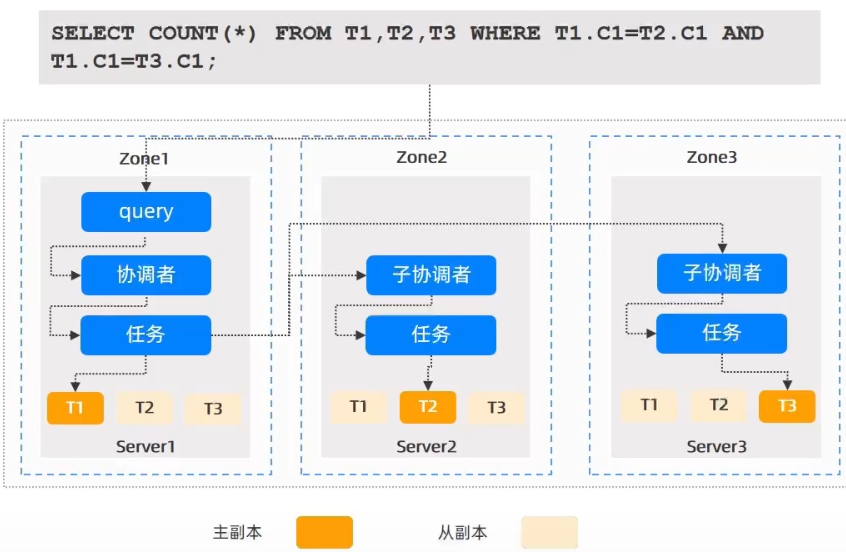 SELECT COUNT(*) FROM T1,T2,T3 WHERE T1.C1=T2.C1 AND
T1.C1=T3.C1;
Zone1
Zone2
Zone3
query
协调者
子协调者
子协调者
任务
任务
任务
T1
T2
T3
T1
T2
T3
T1
T2
T3
Server1
Server2
Server3
主副本
从副本